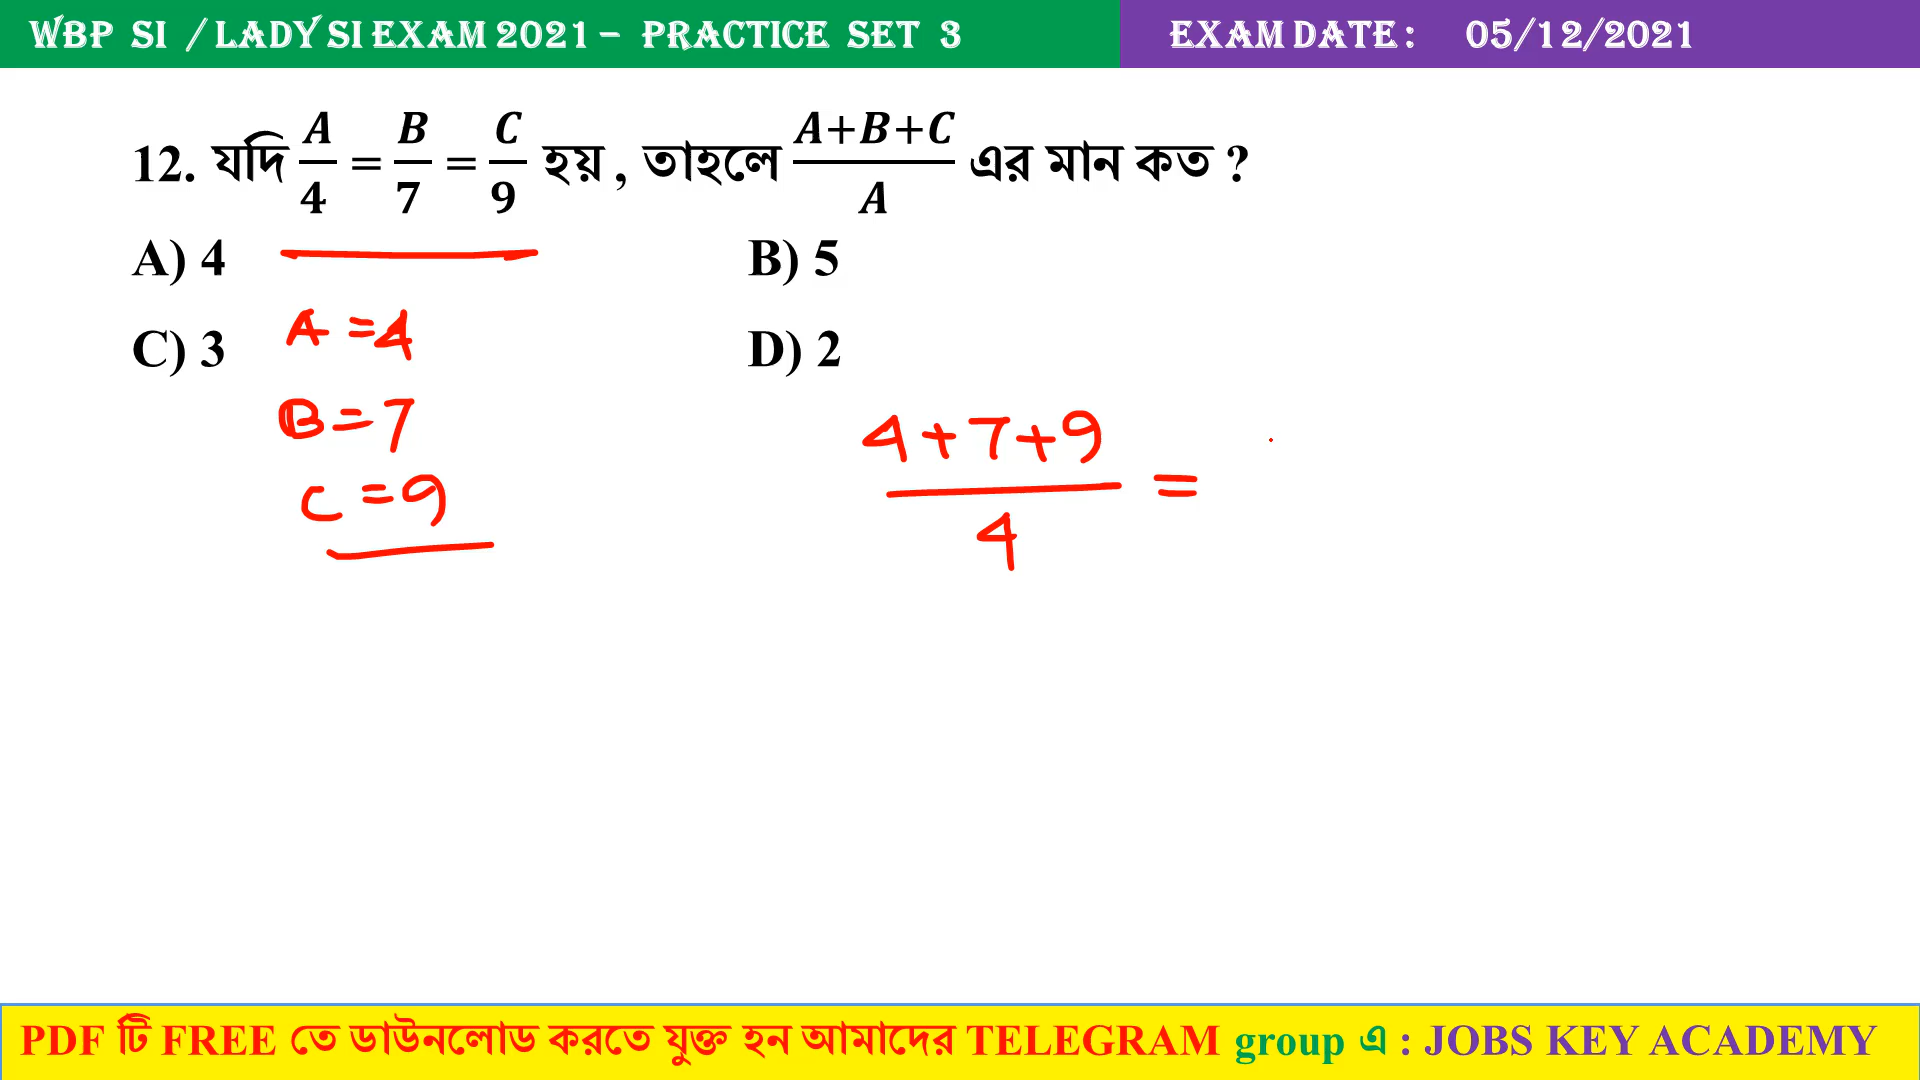 WBP SI / LADY SI EXAM 2021 – PRACTICE SET 3 EXAM DATE : 05/12/2021
12. যদি A/4 = B/7 = C/9 হয়, তাহলে (A+B+C)/A এর মান কত ?
A) 4 B) 5
C) 3 D) 2
A = 4
B = 7
C = 9
(4+7+9)/4 =
PDF টি FREE তে ডাউনলোড করতে যুক্ত হন আমাদের TELEGRAM group এ : JOBS KEY ACADEMY